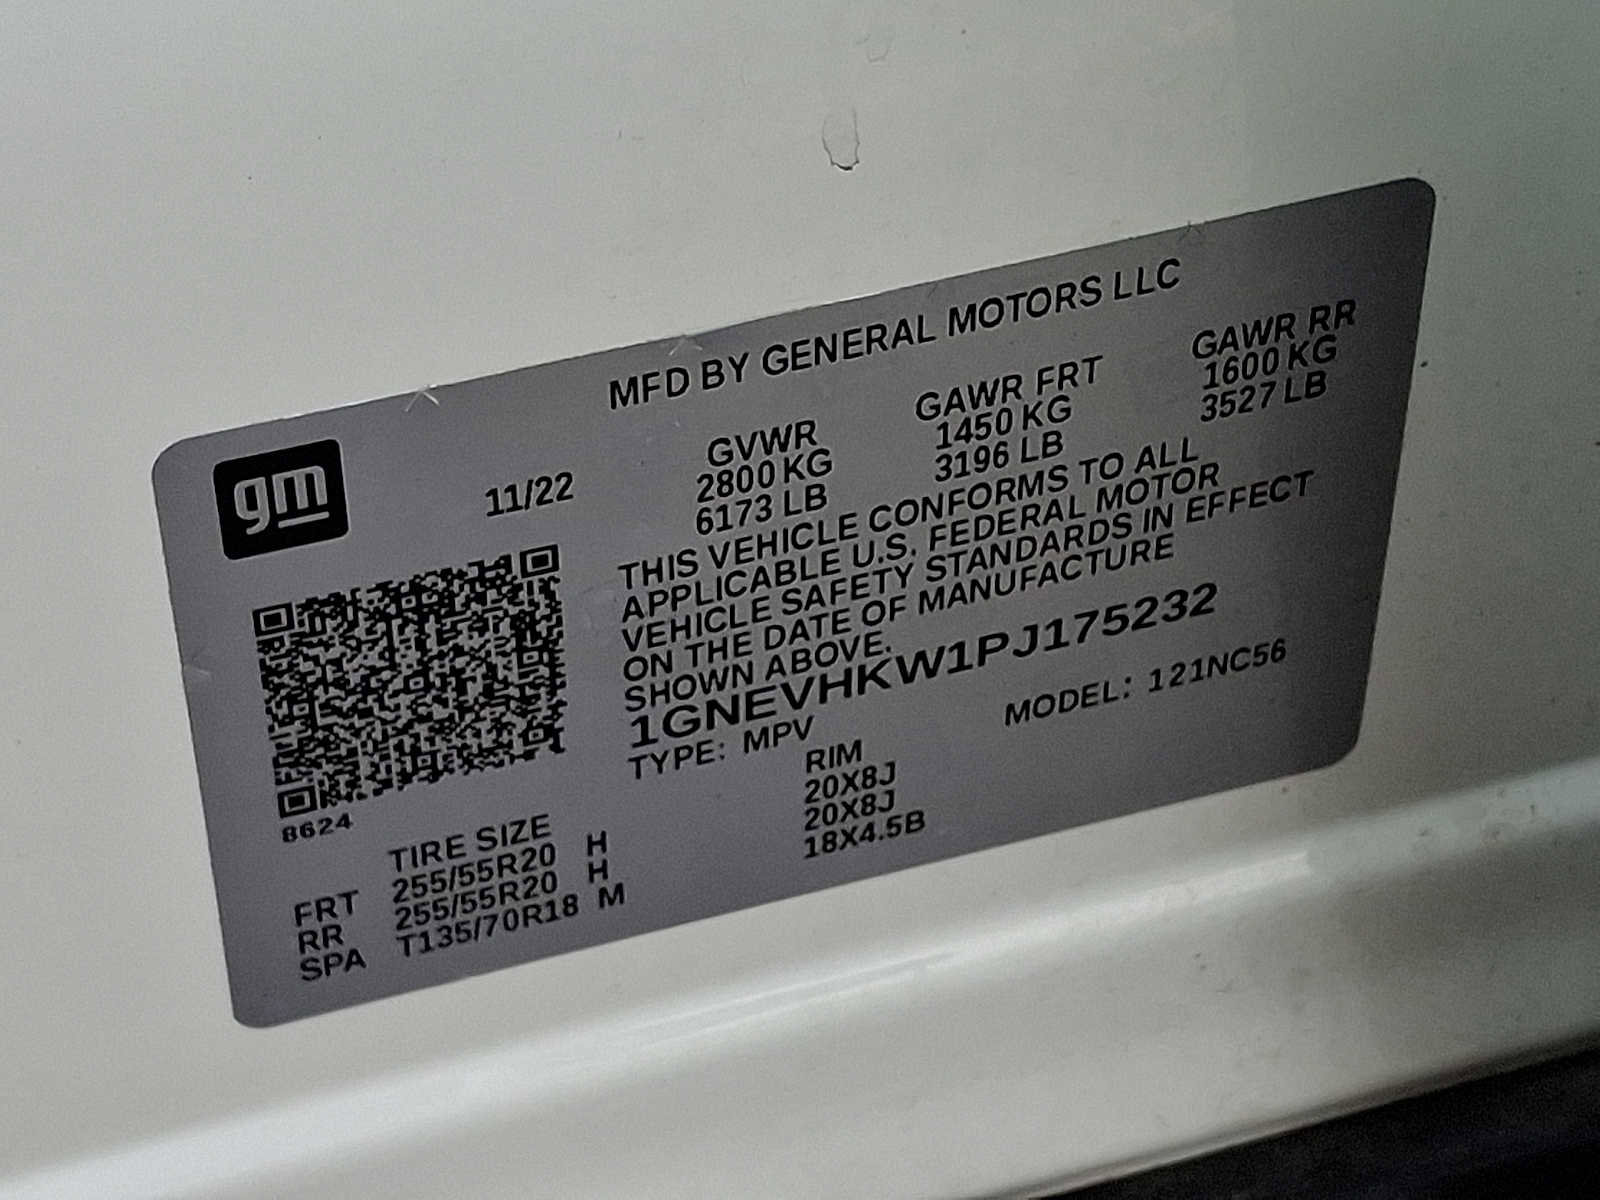 MFD BY GENERAL MOTORS LLC
gm
11/22
GVWR GAWR FRT GAWR RR
2800 KG 1450 KG 1600 KG
6173 LB 3196 LB 3527 LB
THIS VEHICLE CONFORMS TO ALL
APPLICABLE U.S. FEDERAL MOTOR
VEHICLE SAFETY STANDARDS IN EFFECT
ON THE DATE OF MANUFACTURE
SHOWN ABOVE.
1GNEVHKW1PJ175232
TYPE: MPV MODEL: 121NC56
8624
TIRE SIZE RIM
FRT 255/55R20 H 20X8J
RR 255/55R20 H 20X8J
SPA T135/70R18 M 18X4.5B